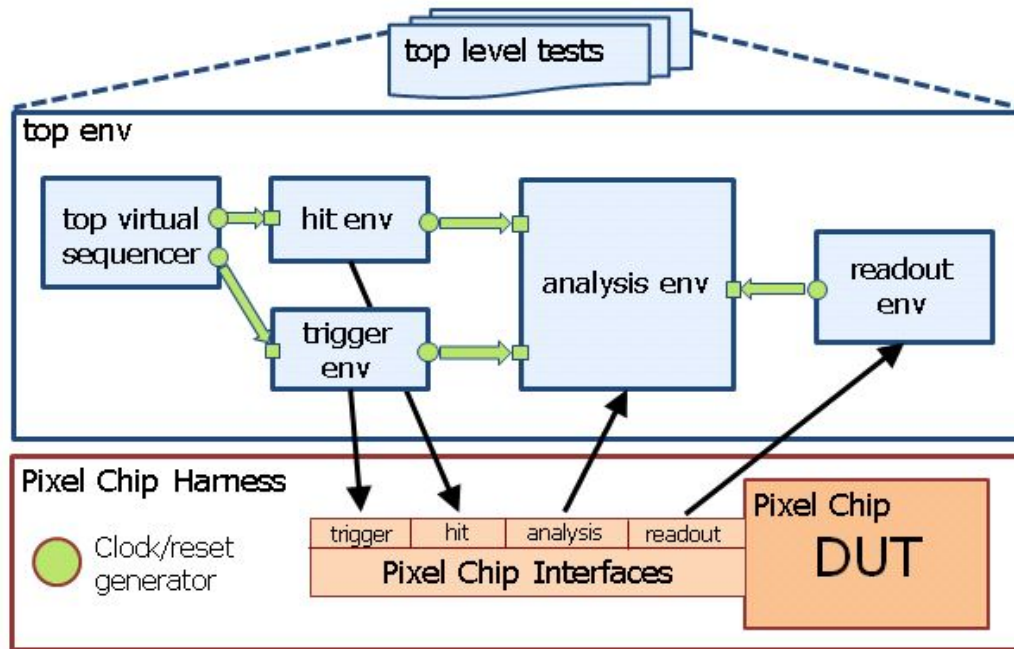 top level tests
top env
top virtual
sequencer
hit env
trigger
env
analysis env
readout
env
Pixel Chip Harness
Clock/reset
generator
trigger
hit
analysis
readout
Pixel Chip Interfaces
Pixel Chip
DUT